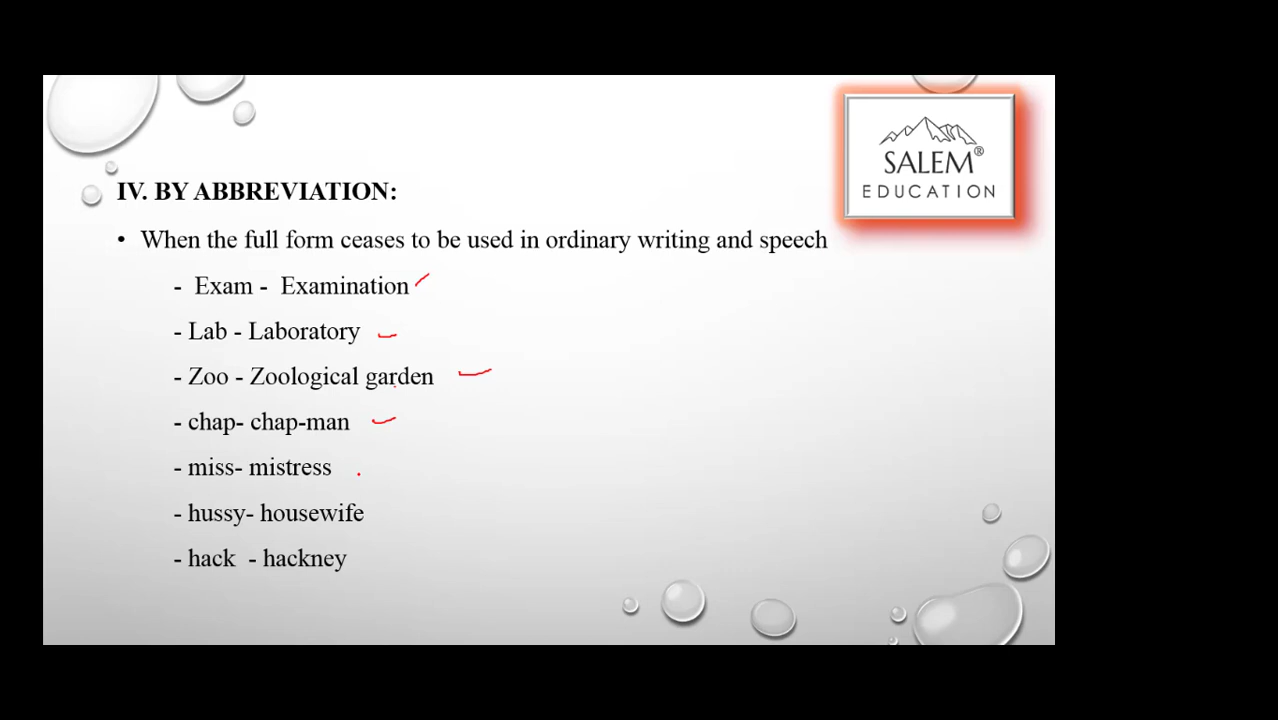 SALEM®
EDUCATION
IV. BY ABBREVIATION:
• When the full form ceases to be used in ordinary writing and speech
- Exam - Examination
- Lab - Laboratory
- Zoo - Zoological garden
- chap- chap-man
- miss- mistress
- hussy- housewife
- hack - hackney